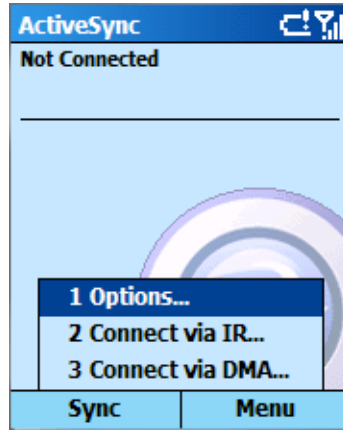 ActiveSync
Not Connected
1 Options...
2 Connect via IR...
3 Connect via DMA...
Sync Menu